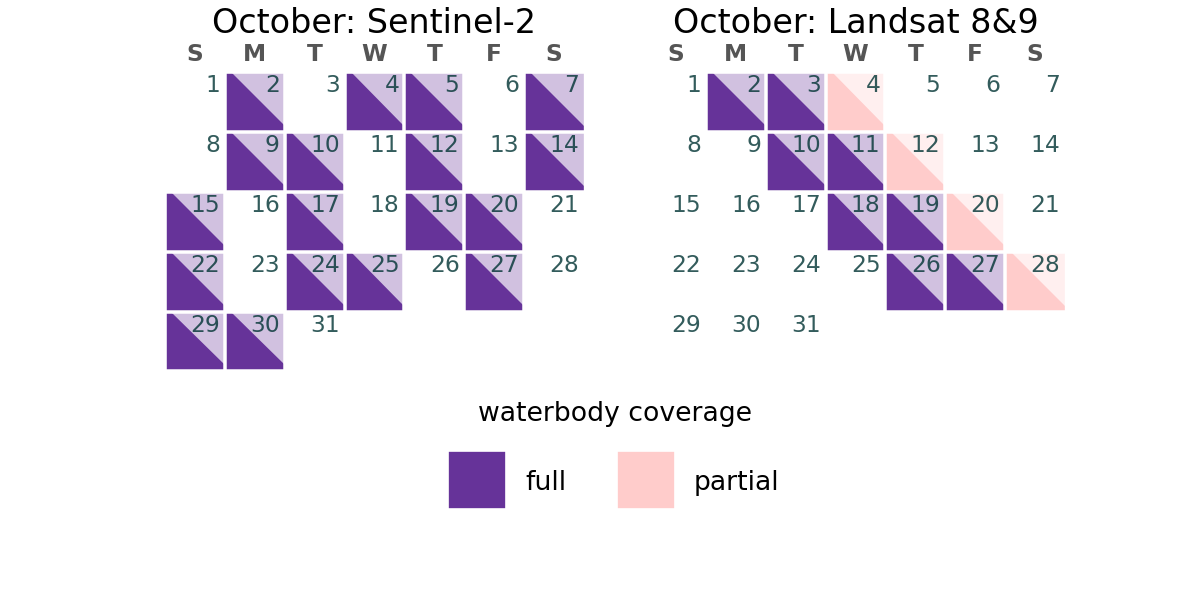 October: Sentinel-2
S M T W T F S
1 2 3 4 5 6 7
8 9 10 11 12 13 14
15 16 17 18 19 20 21
22 23 24 25 26 27 28
29 30 31
October: Landsat 8&9
S M T W T F S
1 2 3 4 5 6 7
8 9 10 11 12 13 14
15 16 17 18 19 20 21
22 23 24 25 26 27 28
29 30 31
waterbody coverage
full partial